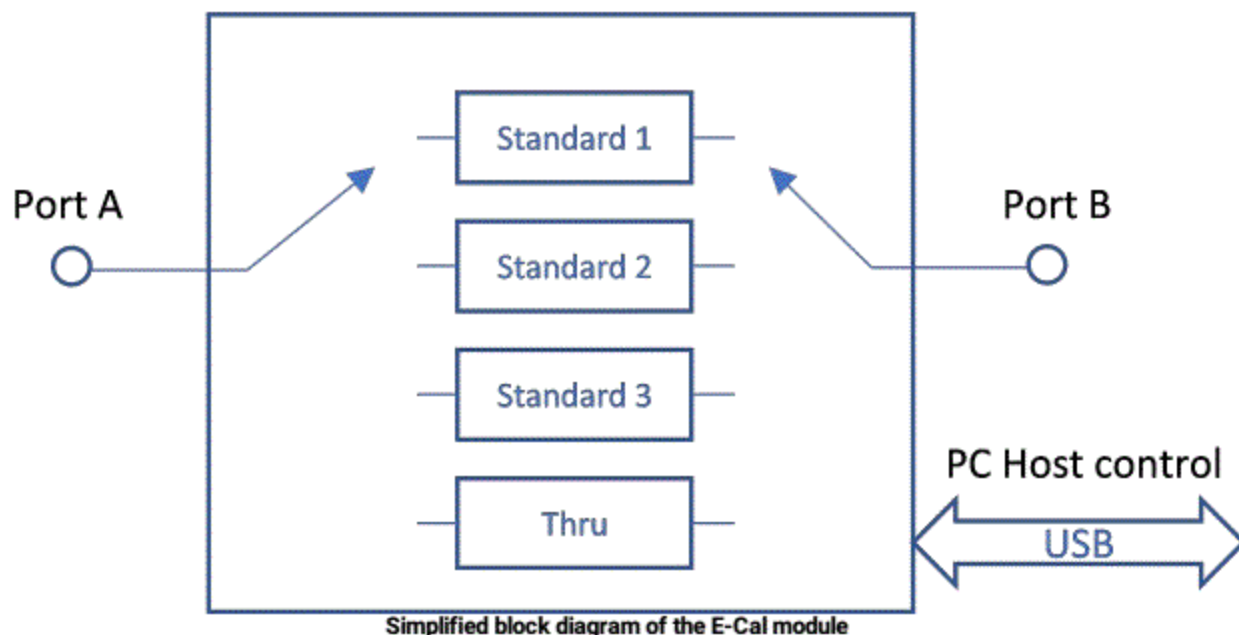 Standard 1
Port A
Port B
Standard 2
Standard 3
PC Host control
Thru
USB
Simplified block diagram of the E-Cal module